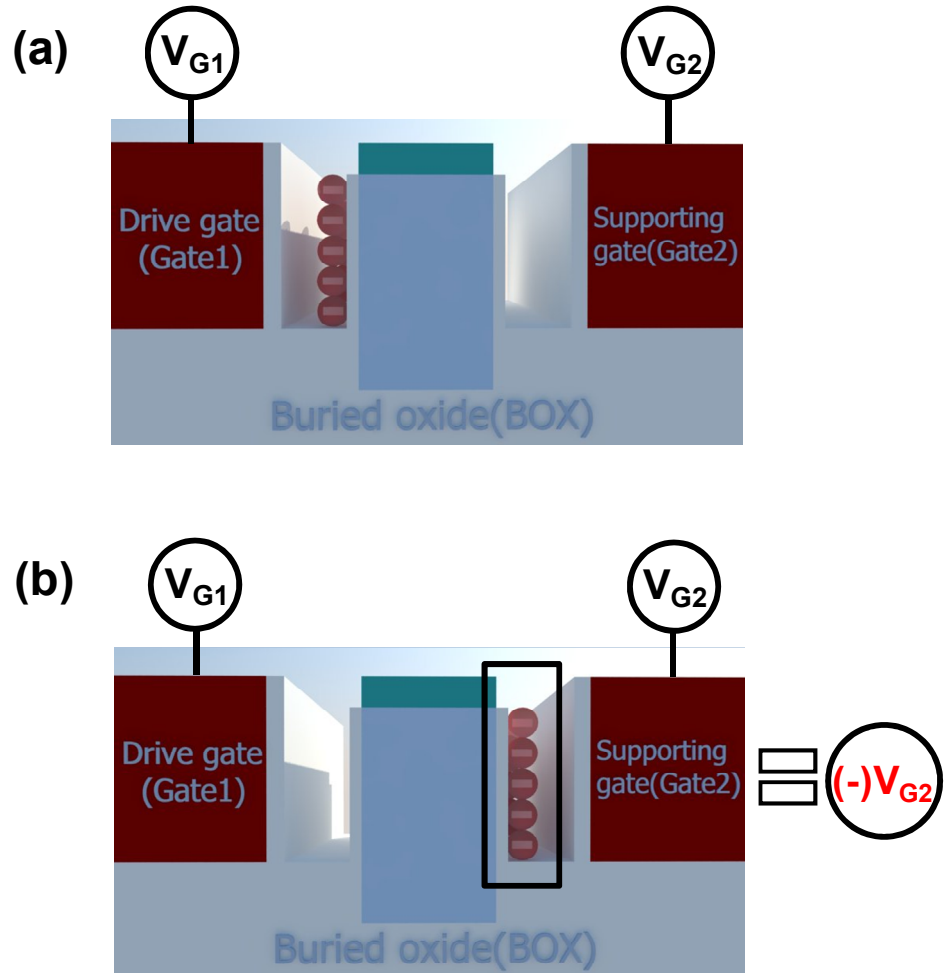 (a)
VG1
VG2
Drive gate
(Gate1)
Supporting
gate(Gate2)
Buried oxide(BOX)
(b)
VG1
VG2
Drive gate
(Gate1)
Supporting
gate(Gate2)
(-)VG2
Buried oxide(BOX)